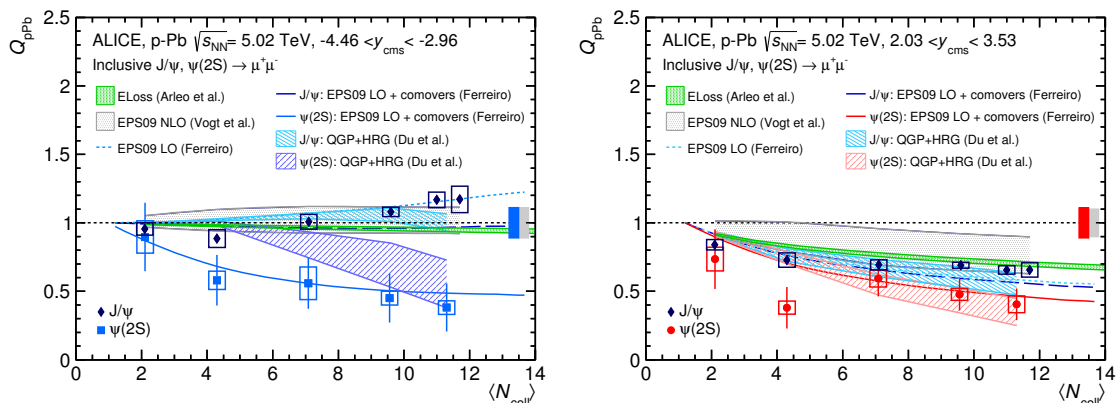 2.5
2
1.5
1
0.5
0
Q_pPb
ALICE, p-Pb √s_NN = 5.02 TeV, -4.46 <y_cms< -2.96
Inclusive J/ψ, ψ(2S) → μ⁺μ⁻
ELoss (Arleo et al.)
EPS09 NLO (Vogt et al.)
EPS09 LO (Ferreiro)
J/ψ: EPS09 LO + comovers (Ferreiro)
ψ(2S): EPS09 LO + comovers (Ferreiro)
J/ψ: QGP+HRG (Du et al.)
ψ(2S): QGP+HRG (Du et al.)
J/ψ
ψ(2S)
0 2 4 6 8 10 12 14
⟨N_coll⟩
2.5
2
1.5
1
0.5
0
Q_pPb
ALICE, p-Pb √s_NN = 5.02 TeV, 2.03 <y_cms< 3.53
Inclusive J/ψ, ψ(2S) → μ⁺μ⁻
ELoss (Arleo et al.)
EPS09 NLO (Vogt et al.)
EPS09 LO (Ferreiro)
J/ψ: EPS09 LO + comovers (Ferreiro)
ψ(2S): EPS09 LO + comovers (Ferreiro)
J/ψ: QGP+HRG (Du et al.)
ψ(2S): QGP+HRG (Du et al.)
J/ψ
ψ(2S)
0 2 4 6 8 10 12 14
⟨N_coll⟩